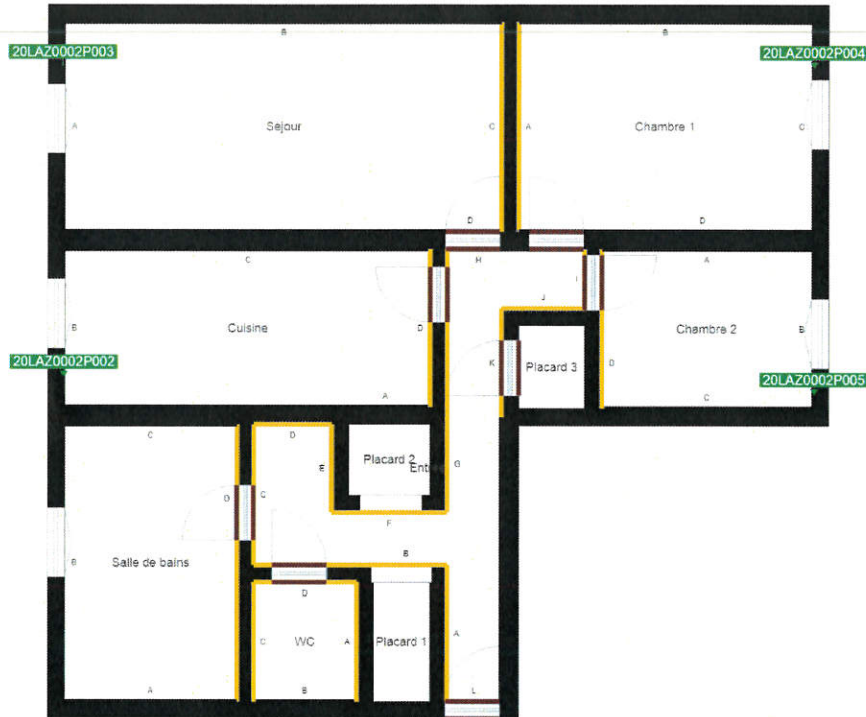 B
B
20LAZ0002P003
20LAZ0002P004
A
Sejour
C
A
Chambre 1
C
D
D
C
H
A
I
J
B
Cuisine
D
Chambre 2
B
20LAZ0002P002
K
Placard 3
D
20LAZ0002P005
A
C
C
D
E
Placard 2
Entrée
G
D
C
F
B
Salle de bains
B
D
C
WC
A
Placard 1
A
A
B
L